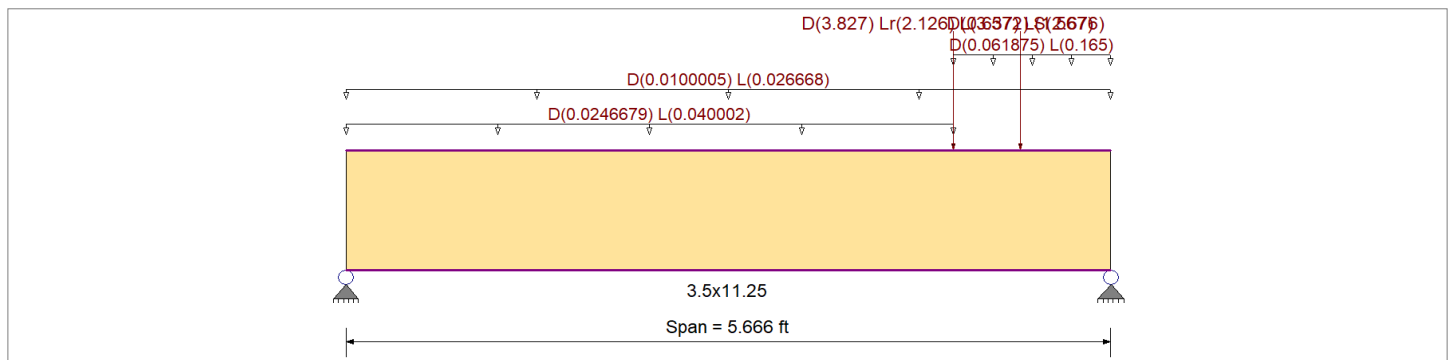 D(3.827) Lr(2.126)
D(0.061875) L(0.165)
D(0.0100005) L(0.026668)
D(0.0246679) L(0.040002)
3.5x11.25
Span = 5.666 ft